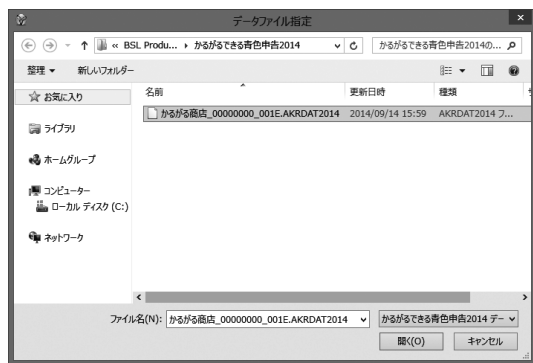 データファイル指定
« BSL Produ... ▸ かるがるできる青色申告2014
かるがるできる青色申告2014の...
整理 ▾ 新しいフォルダー
名前 更新日時 種類
お気に入り
かるがる商店_00000000_001E.AKRDAT2014 2014/09/14 15:59 AKRDAT2014 フ...
ライブラリ
ホームグループ
コンピューター
ローカル ディスク (C:)
ネットワーク
ファイル名(N): かるがる商店_00000000_001E.AKRDAT2014 かるがるできる青色申告2014 デー
開く(O) キャンセル